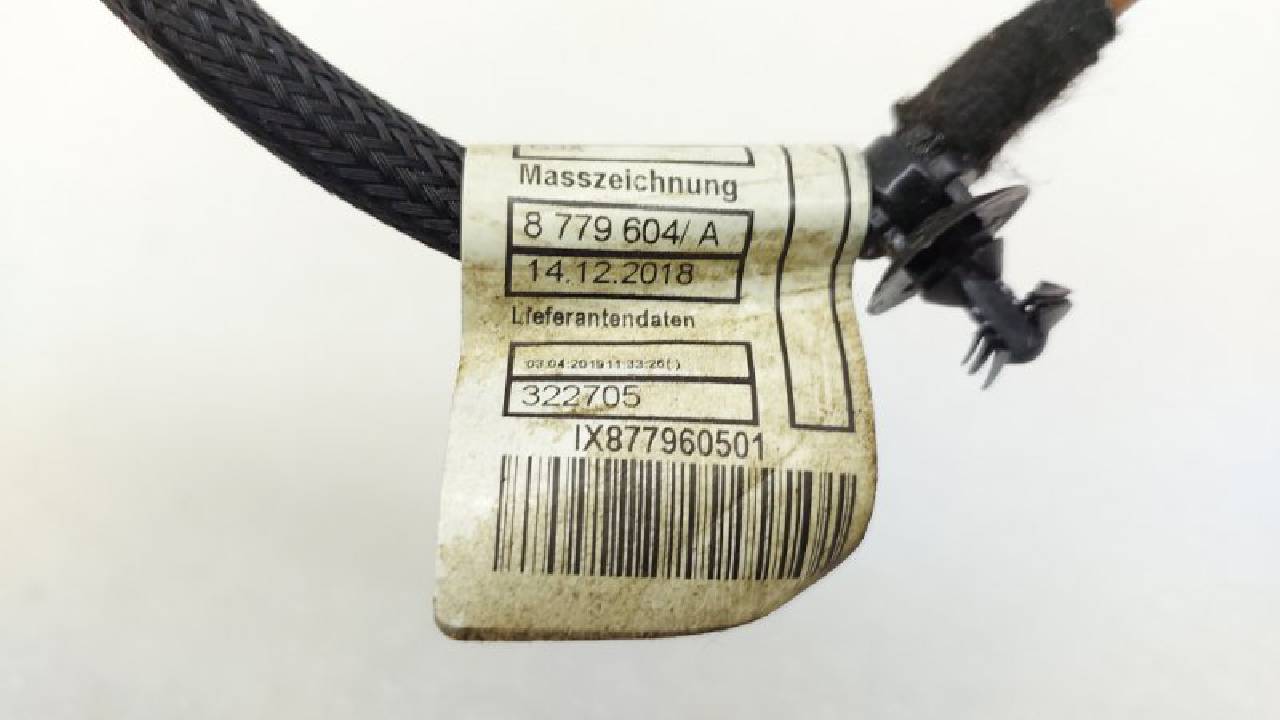 Masszeichnung
8 779 604/ A
14.12.2018
Lieferantendaten
03.04.2019 11:33:26(-)
322705
IX877960501